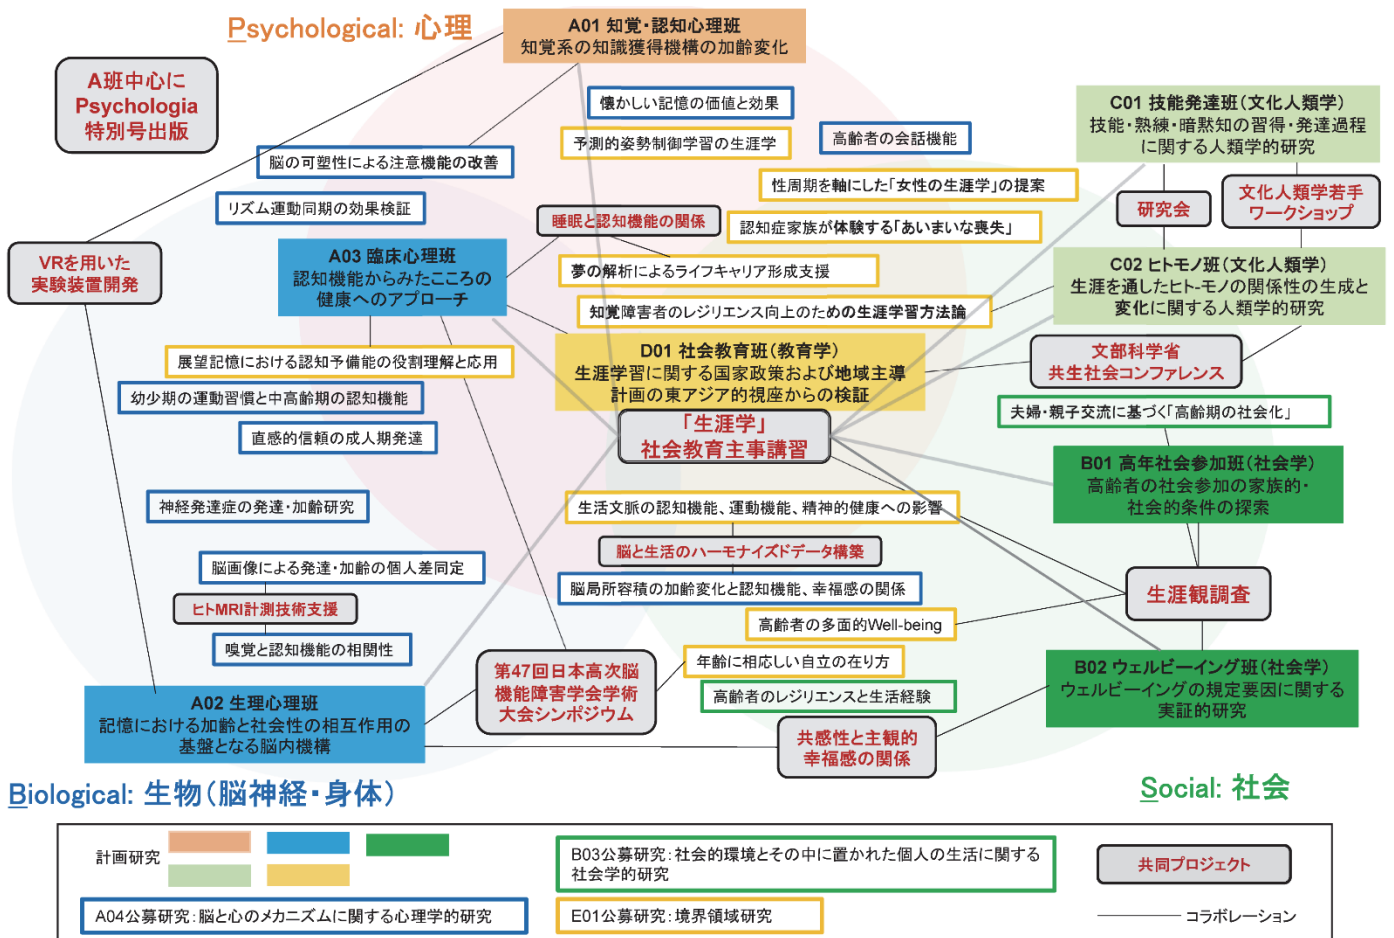 Psychological: 心理
A01 知覚・認知心理班
知覚系の知識獲得機構の加齢変化
A班中心に
Psychologia
特別号出版
懐かしい記憶の価値と効果
予測的姿勢制御学習の生涯学
高齢者の会話機能
C01 技能発達班（文化人類学）
技能・熟練・暗黙知の習得・発達過程
に関する人類学的研究
脳の可塑性による注意機能の改善
性周期を軸にした「女性の生涯学」の提案
リズム運動同期の効果検証
睡眠と認知機能の関係
認知症家族が体験する「あいまいな喪失」
研究会
文化人類学若手
ワークショップ
VRを用いた
実験装置開発
A03 臨床心理班
認知機能からみたこころの
健康へのアプローチ
夢の解析によるライフキャリア形成支援
C02 ヒトモノ班（文化人類学）
生涯を通したヒト-モノの関係性の生成と
変化に関する人類学的研究
知覚障害者のレジリエンス向上のための生涯学習方法論
展望記憶における認知予備能の役割理解と応用
D01 社会教育班（教育学）
生涯学習に関する国家政策および地域主導
計画の東アジア的視座からの検証
文部科学省
共生社会コンファレンス
幼少期の運動習慣と中高齢期の認知機能
「生涯学」
社会教育主事講習
夫婦・親子交流に基づく「高齢期の社会化」
直感的信頼の成人期発達
B01 高年社会参加班（社会学）
高齢者の社会参加の家族的・
社会的条件の探索
神経発達症の発達・加齢研究
生活文脈の認知機能、運動機能、精神的健康への影響
脳と生活のハーモナイズドデータ構築
脳画像による発達・加齢の個人差同定
脳局所容積の加齢変化と認知機能、幸福感の関係
生涯観調査
ヒトMRI計測技術支援
高齢者の多面的Well-being
嗅覚と認知機能の相関性
第47回日本高次脳
機能障害学会学術
大会シンポジウム
年齢に相応しい自立の在り方
B02 ウェルビーイング班（社会学）
ウェルビーイングの規定要因に関する
実証的研究
A02 生理心理班
記憶における加齢と社会性の相互作用の
基盤となる脳内機構
高齢者のレジリエンスと生活経験
共感性と主観的
幸福感の関係
Biological: 生物（脳神経・身体）
Social: 社会
計画研究
B03公募研究：社会的環境とその中に置かれた個人の生活に関する
社会学的研究
共同プロジェクト
A04公募研究：脳と心のメカニズムに関する心理学的研究
E01公募研究：境界領域研究
コラボレーション